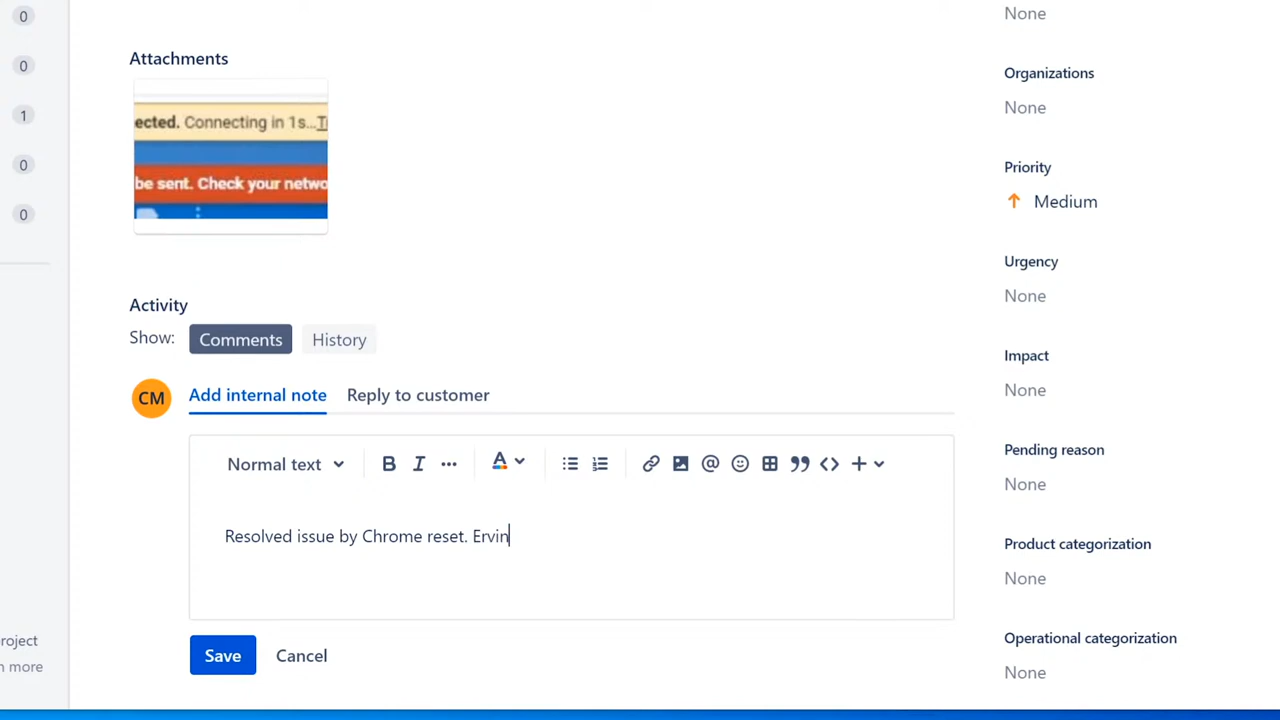 0
0
1
0
0
roject
n more
Attachments
ected. Connecting in 1s...
be sent. Check your netwo
Activity
Show: Comments History
CM Add internal note Reply to customer
Normal text B I ••• A
Resolved issue by Chrome reset. Ervin
Save Cancel
None
Organizations
None
Priority
Medium
Urgency
None
Impact
None
Pending reason
None
Product categorization
None
Operational categorization
None